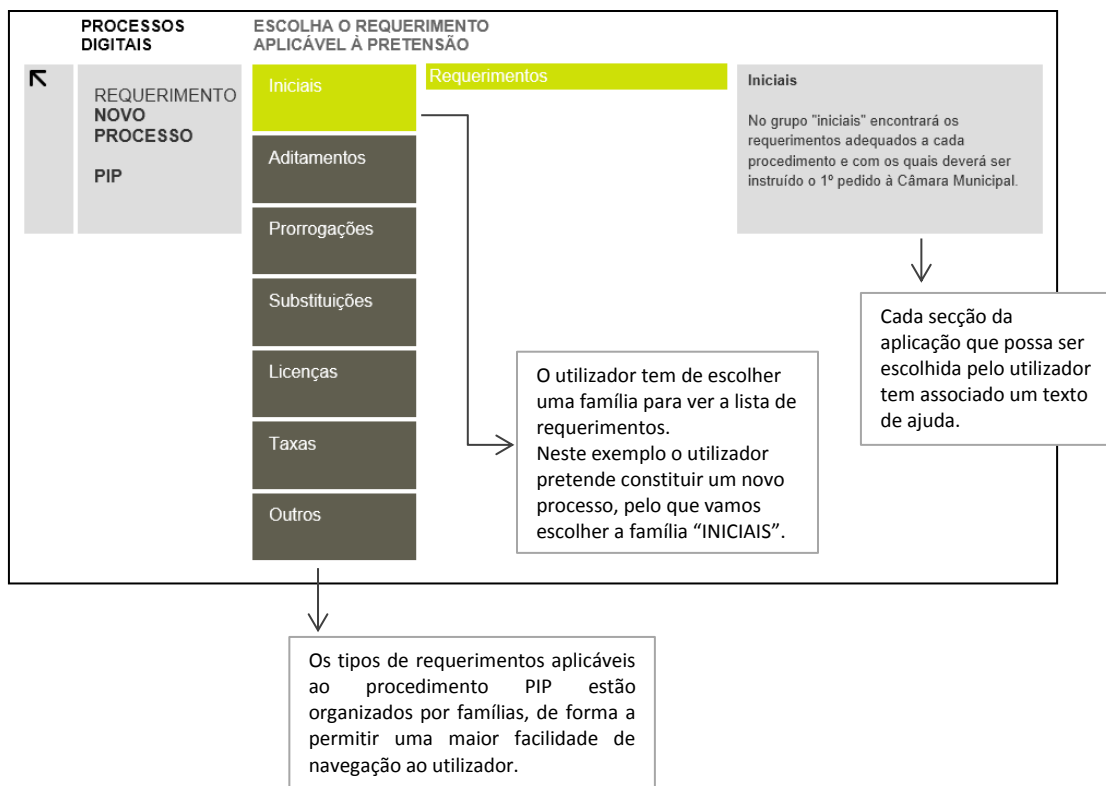 PROCESSOS
DIGITAIS
ESCOLHA O REQUERIMENTO
APLICÁVEL À PRETENSÃO
REQUERIMENTO
NOVO
PROCESSO
PIP
Iniciais
Aditamentos
Prorrogações
Substituições
Licenças
Taxas
Outros
Requerimentos
Iniciais
No grupo "iniciais" encontrará os
requerimentos adequados a cada
procedimento e com os quais deverá ser
instruído o 1º pedido à Câmara Municipal.
Cada secção da
aplicação que possa ser
escolhida pelo utilizador
tem associado um texto
de ajuda.
O utilizador tem de escolher
uma família para ver a lista de
requerimentos.
Neste exemplo o utilizador
pretende constituir um novo
processo, pelo que vamos
escolher a família “INICIAIS”.
Os tipos de requerimentos aplicáveis
ao procedimento PIP estão
organizados por famílias, de forma a
permitir uma maior facilidade de
navegação ao utilizador.